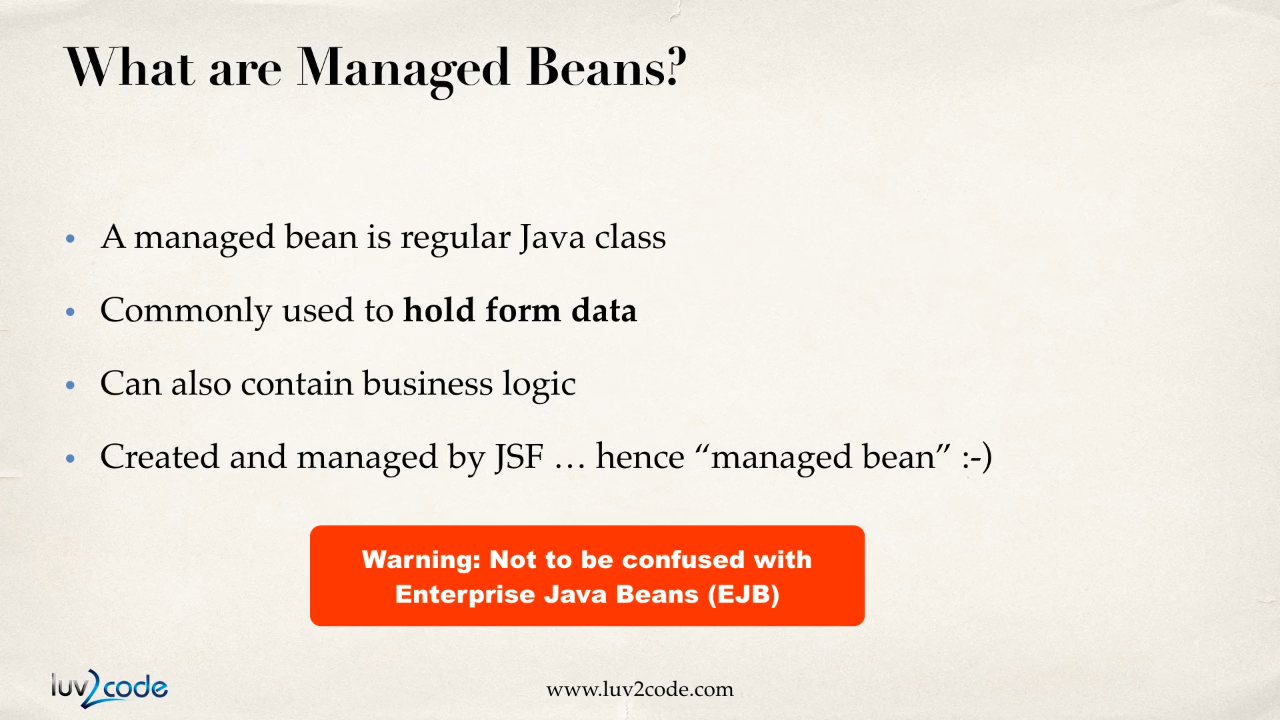 What are Managed Beans?
• A managed bean is regular Java class
• Commonly used to hold form data
• Can also contain business logic
• Created and managed by JSF … hence “managed bean” :-)
Warning: Not to be confused with
Enterprise Java Beans (EJB)
luv2code
www.luv2code.com